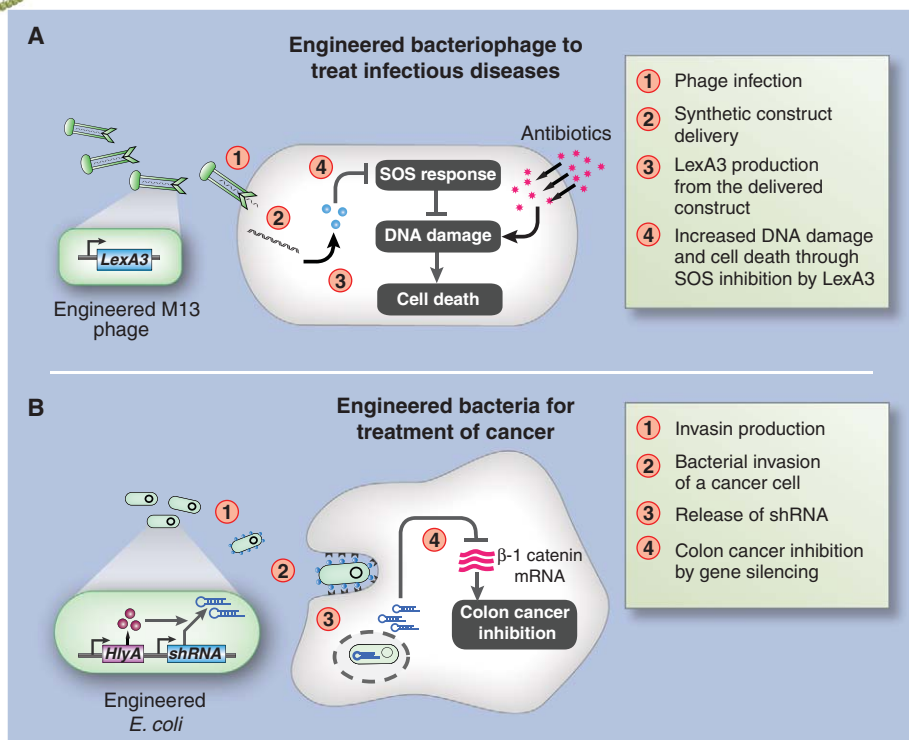 A
Engineered bacteriophage to
treat infectious diseases
1
2
3
4
LexA3
Engineered M13
phage
SOS response
DNA damage
Cell death
Antibiotics
1 Phage infection
2 Synthetic construct
delivery
3 LexA3 production
from the delivered
construct
4 Increased DNA damage
and cell death through
SOS inhibition by LexA3
B
Engineered bacteria for
treatment of cancer
1
2
3
4
HlyA
shRNA
Engineered
E. coli
β-1 catenin
mRNA
Colon cancer
inhibition
1 Invasin production
2 Bacterial invasion
of a cancer cell
3 Release of shRNA
4 Colon cancer inhibition
by gene silencing